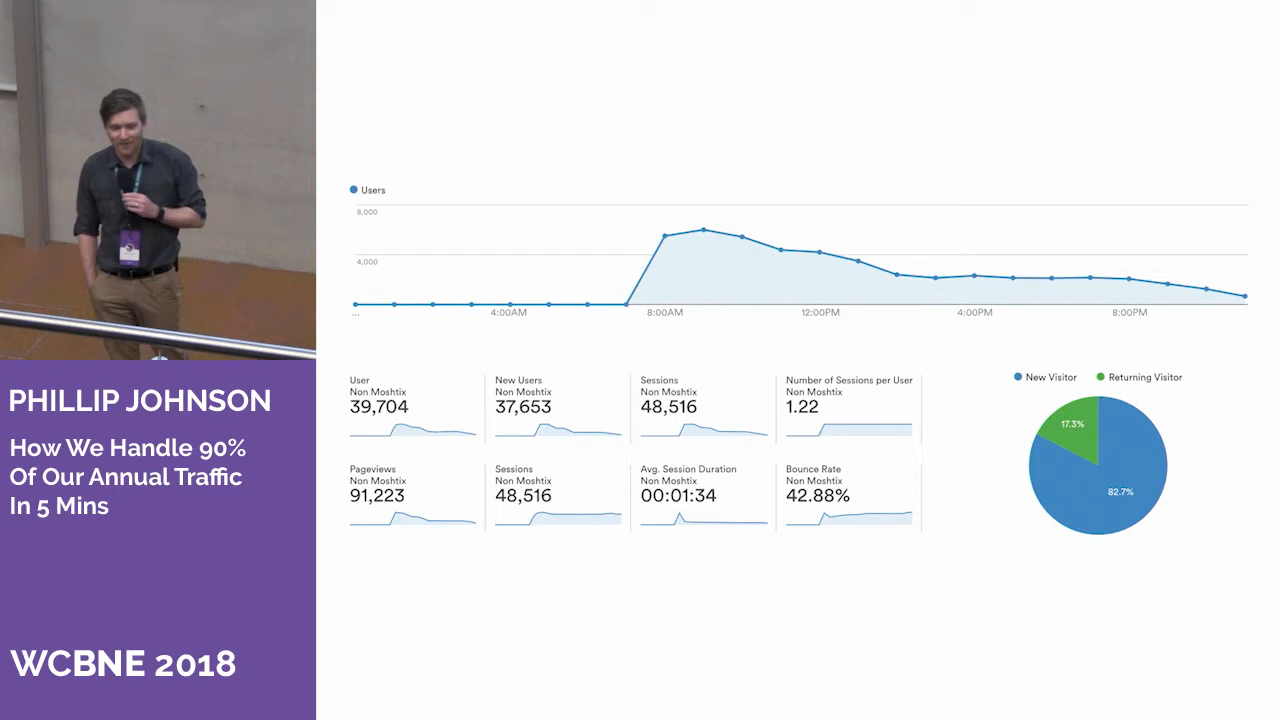 PHILLIP JOHNSON
How We Handle 90%
Of Our Annual Traffic
In 5 Mins
WCBNE 2018
Users
8,000
4,000
... 4:00AM 8:00AM 12:00PM 4:00PM 8:00PM
User
Non Moshtix
39,704
New Users
Non Moshtix
37,653
Sessions
Non Moshtix
48,516
Number of Sessions per User
Non Moshtix
1.22
Pageviews
Non Moshtix
91,223
Sessions
Non Moshtix
48,516
Avg. Session Duration
Non Moshtix
00:01:34
Bounce Rate
Non Moshtix
42.88%
New Visitor Returning Visitor
17.3%
82.7%